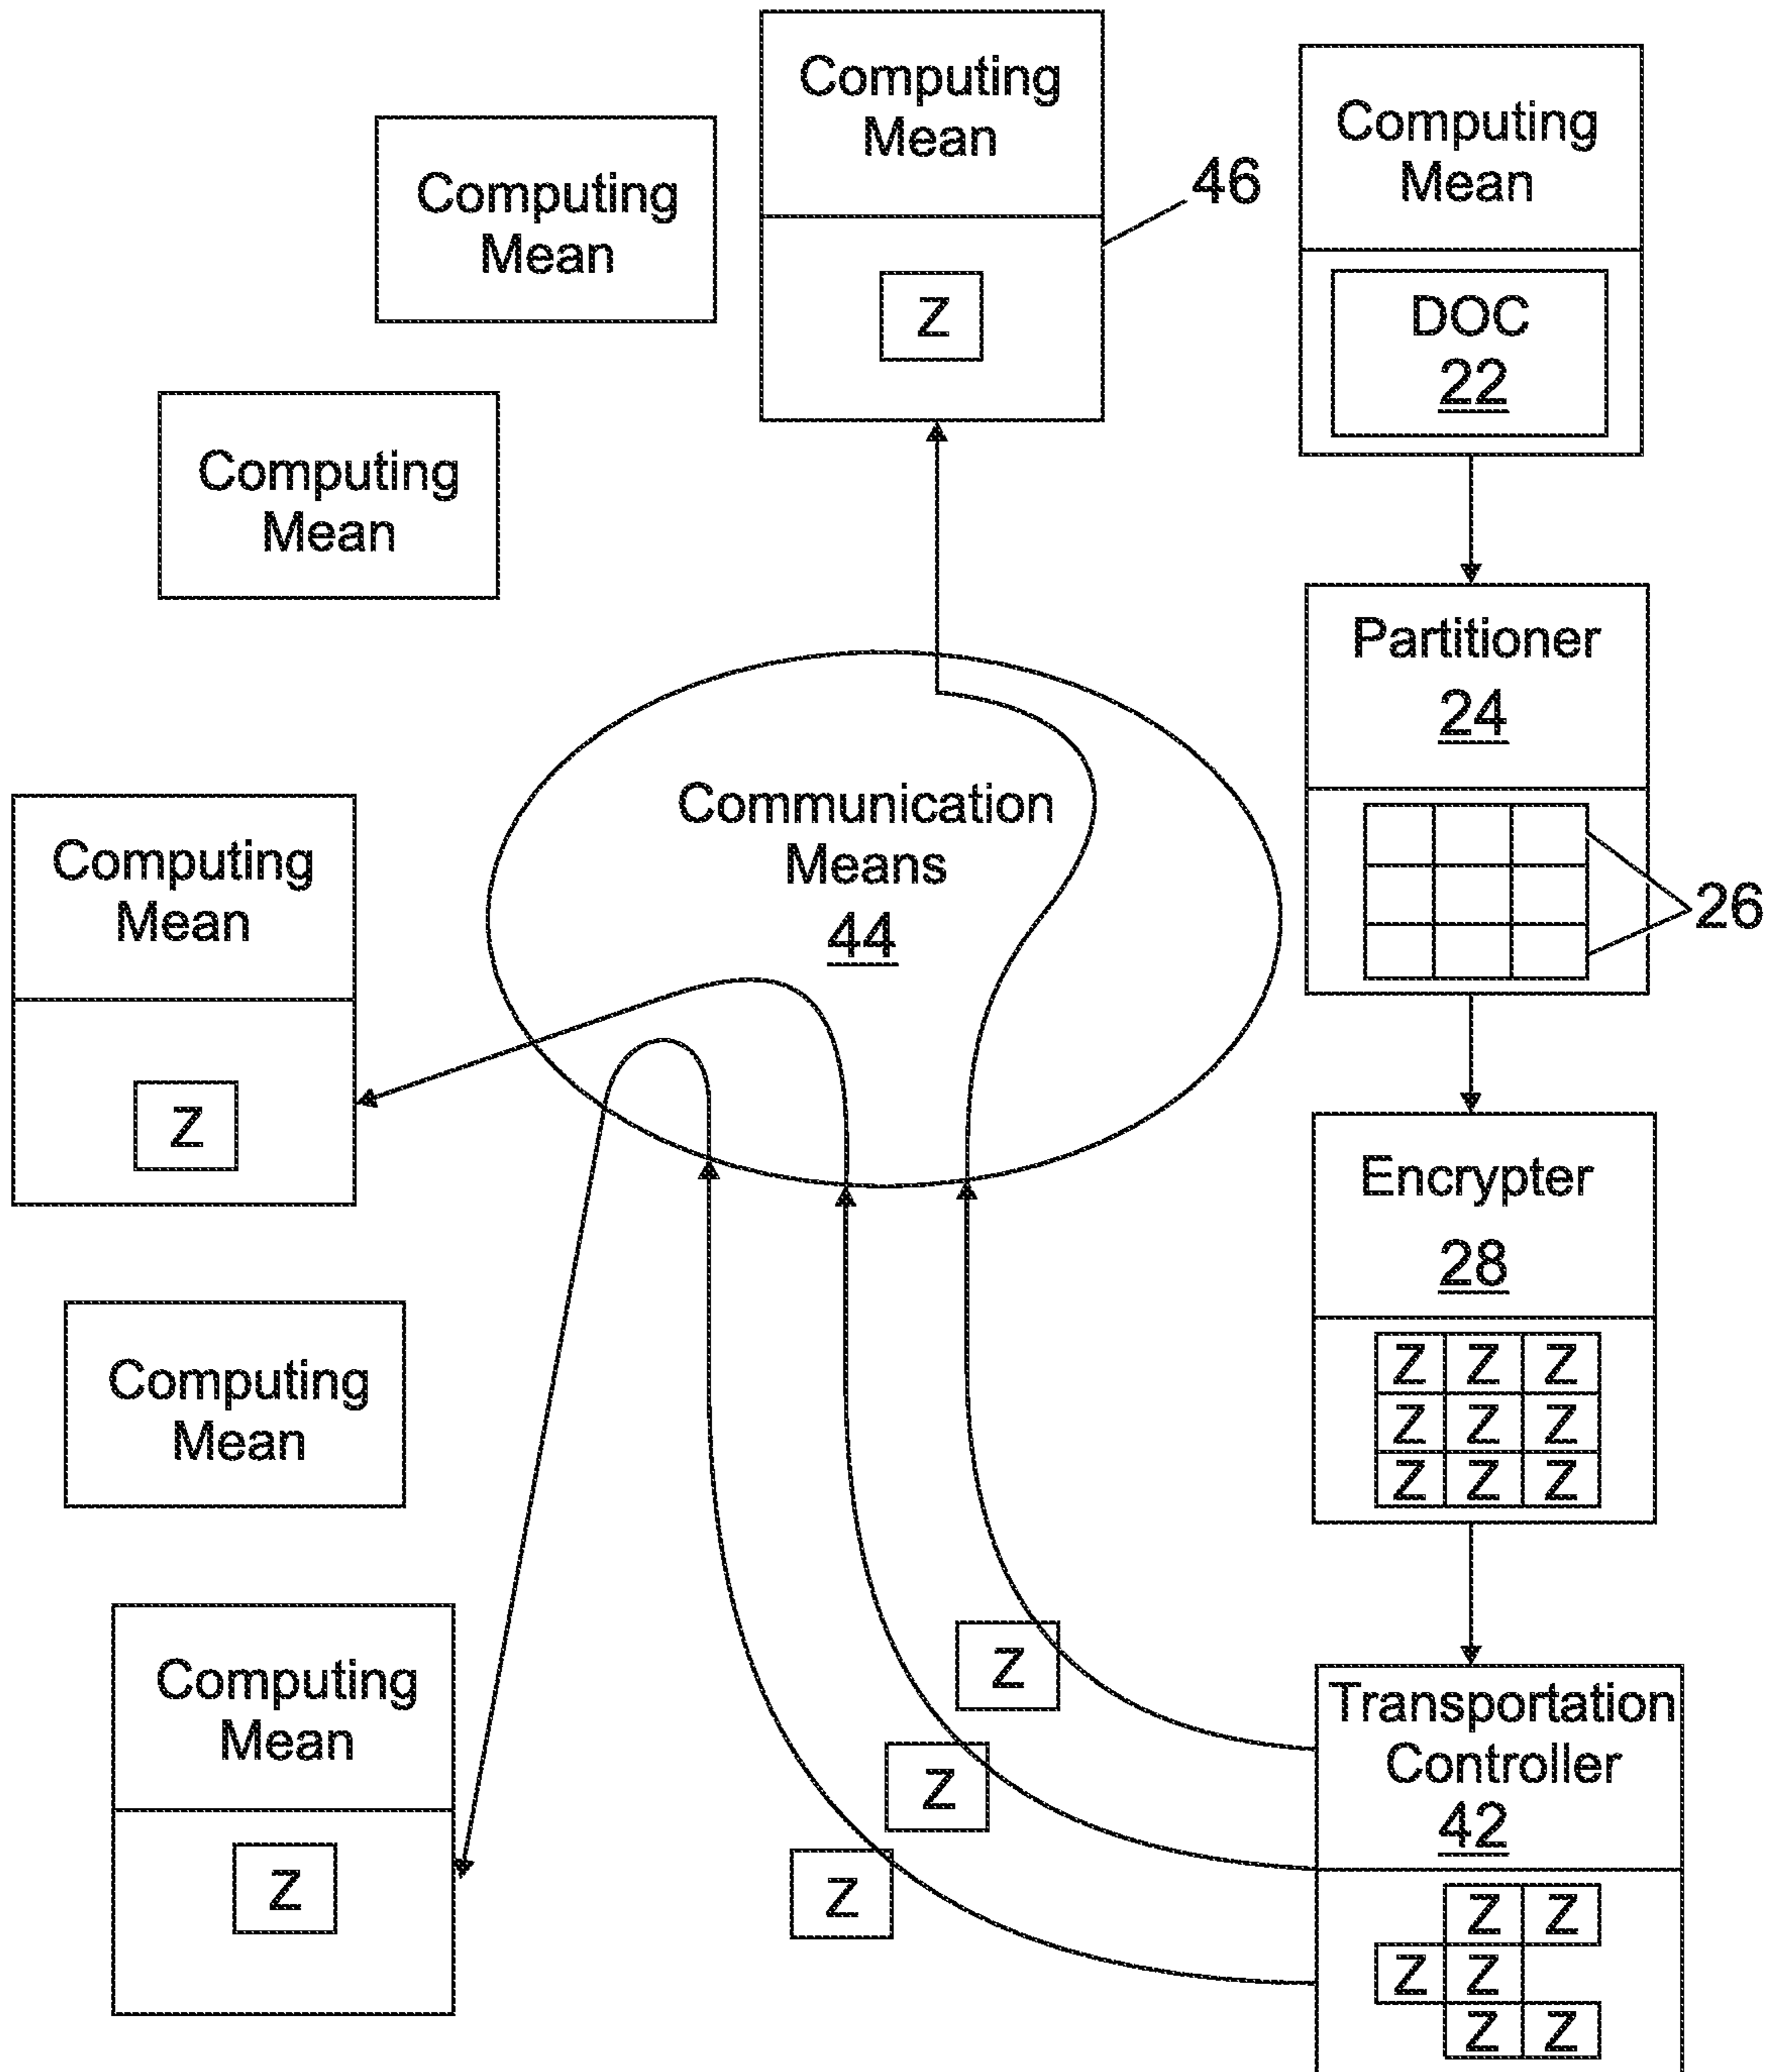 Computing
Mean
Z
46
Computing
Mean
DOC
22
Computing
Mean
Computing
Mean
Partitioner
24
26
Communication
Means
44
Computing
Mean
Z
Encrypter
28
Z Z Z
Z Z Z
Z Z Z
Computing
Mean
Computing
Mean
Z
Z
Z
Z
Transportation
Controller
42
Z Z
Z Z
Z Z